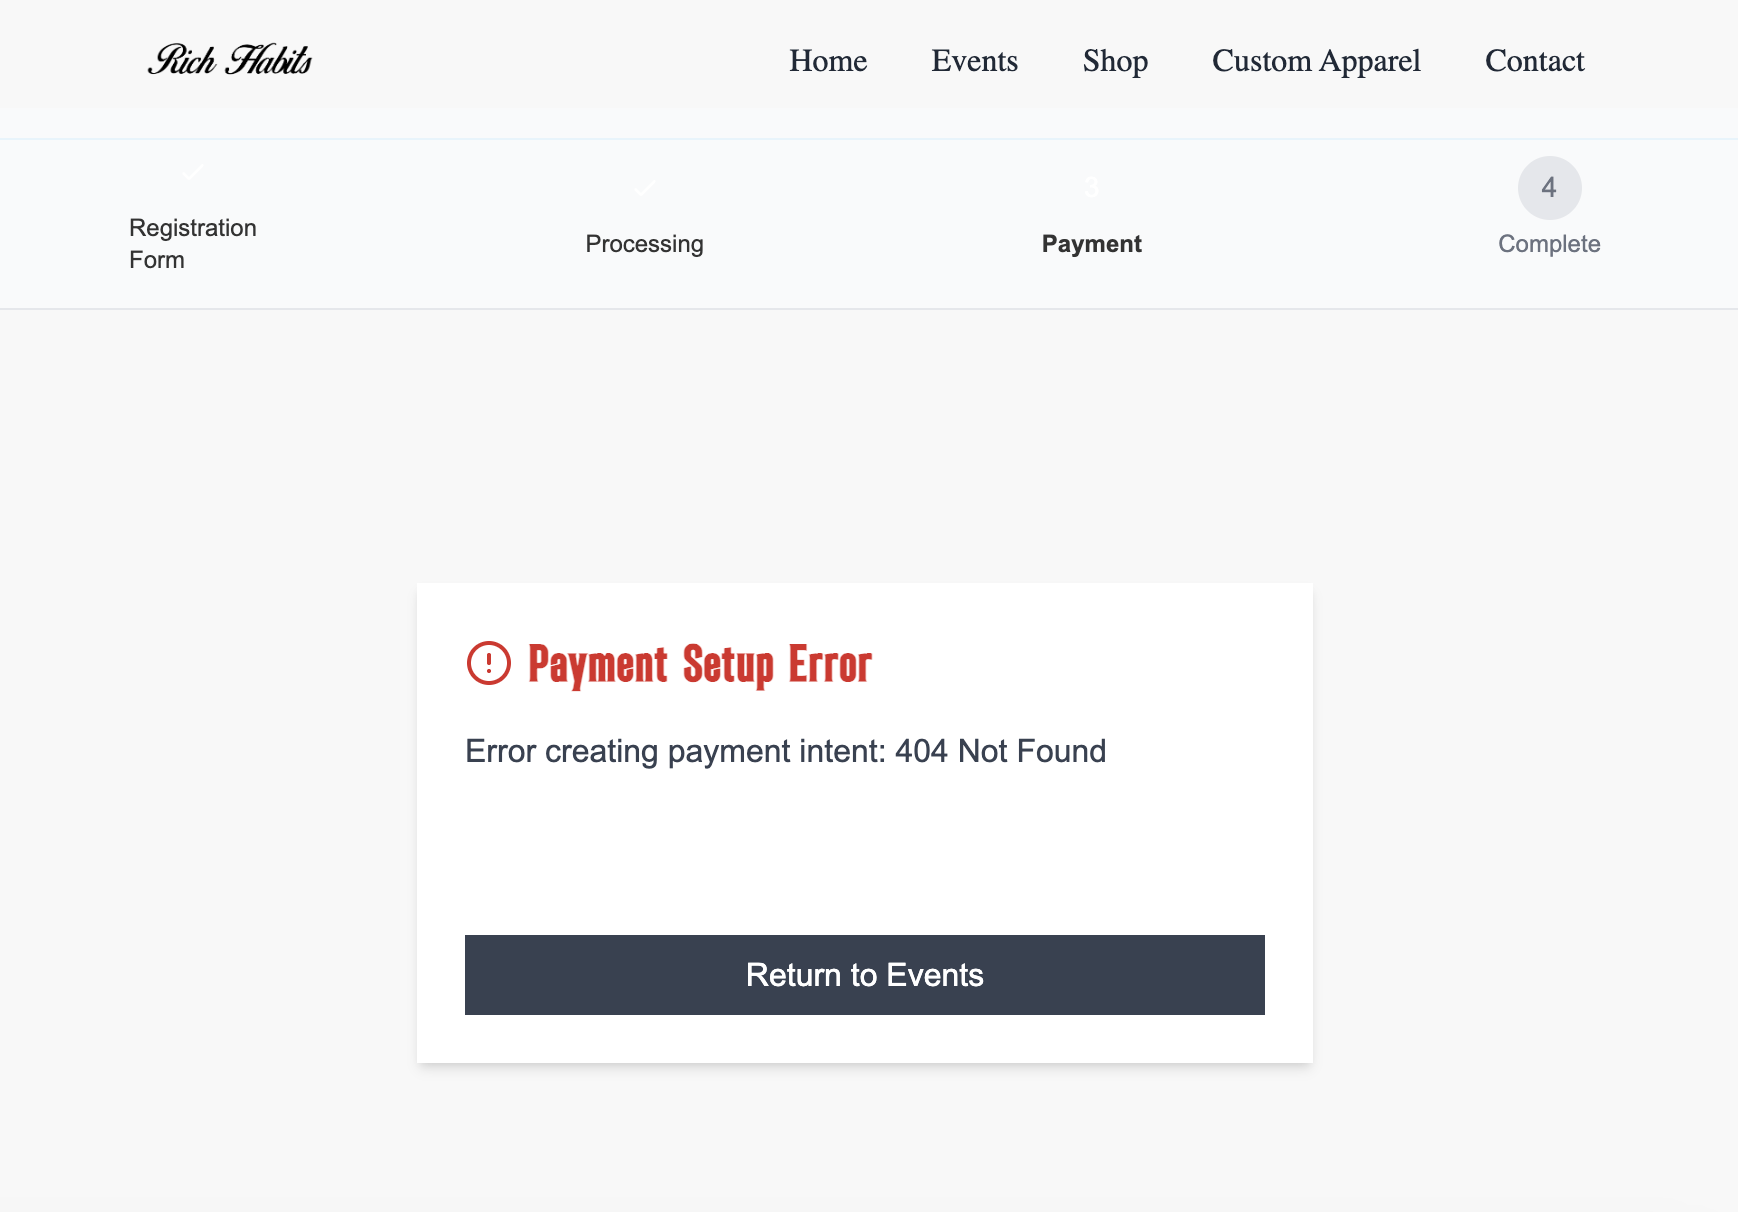 Rich Habits
Home Events Shop Custom Apparel Contact
3
4
Registration
Form
Processing
Payment
Complete
Payment Setup Error
Error creating payment intent: 404 Not Found
Return to Events